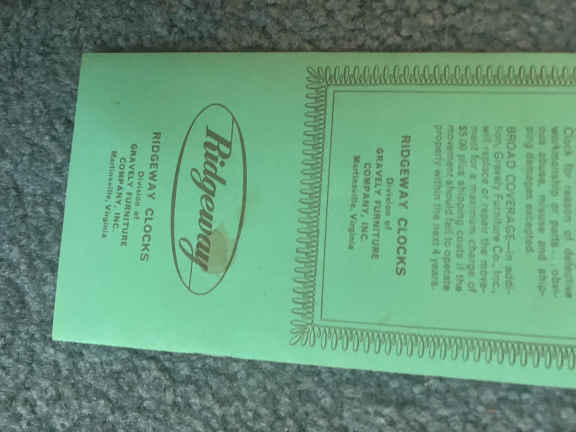 Clock for a period of
defective
works or parts... obvi-
ous abuse, misuse and ship-
ping damages excepted.
BROAD COVERAGE—In addi-
tion, Gravely Furniture Co., Inc.,
will replace or repair the move-
ment for a maximum charge of
$5.00 plus shipping costs if the
movement should fail to operate
properly within the next 4 years.
RIDGEWAY CLOCKS
Division of
GRAVELY FURNITURE
COMPANY, INC.
Martinsville, Virginia
Ridgeway
RIDGEWAY CLOCKS
Division of
GRAVELY FURNITURE
COMPANY, INC.
Martinsville, Virginia